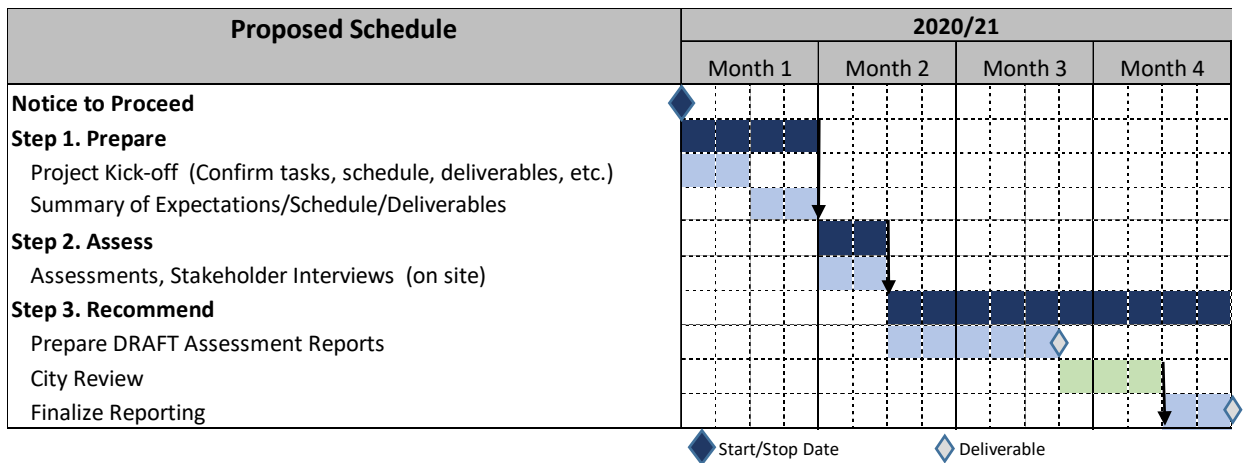 Proposed Schedule
2020/21
Month 1 Month 2 Month 3 Month 4
Notice to Proceed
Step 1. Prepare
Project Kick-off (Confirm tasks, schedule, deliverables, etc.)
Summary of Expectations/Schedule/Deliverables
Step 2. Assess
Assessments, Stakeholder Interviews (on site)
Step 3. Recommend
Prepare DRAFT Assessment Reports
City Review
Finalize Reporting
Start/Stop Date Deliverable